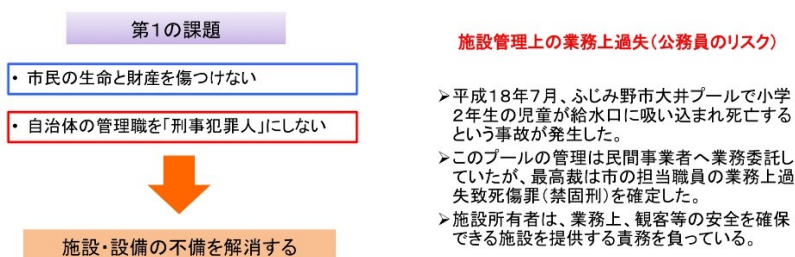 第1の課題
• 市民の生命と財産を傷つけない
• 自治体の管理職を「刑事犯罪人」にしない
施設・設備の不備を解消する
施設管理上の業務上過失(公務員のリスク)
➢平成18年7月、ふじみ野市大井プールで小学
2年生の児童が給水口に吸い込まれ死亡する
という事故が発生した。
➢このプールの管理は民間事業者へ業務委託し
ていたが、最高裁は市の担当職員の業務上過
失致死傷罪(禁固刑)を確定した。
➢施設所有者は、業務上、観客等の安全を確保
できる施設を提供する責務を負っている。